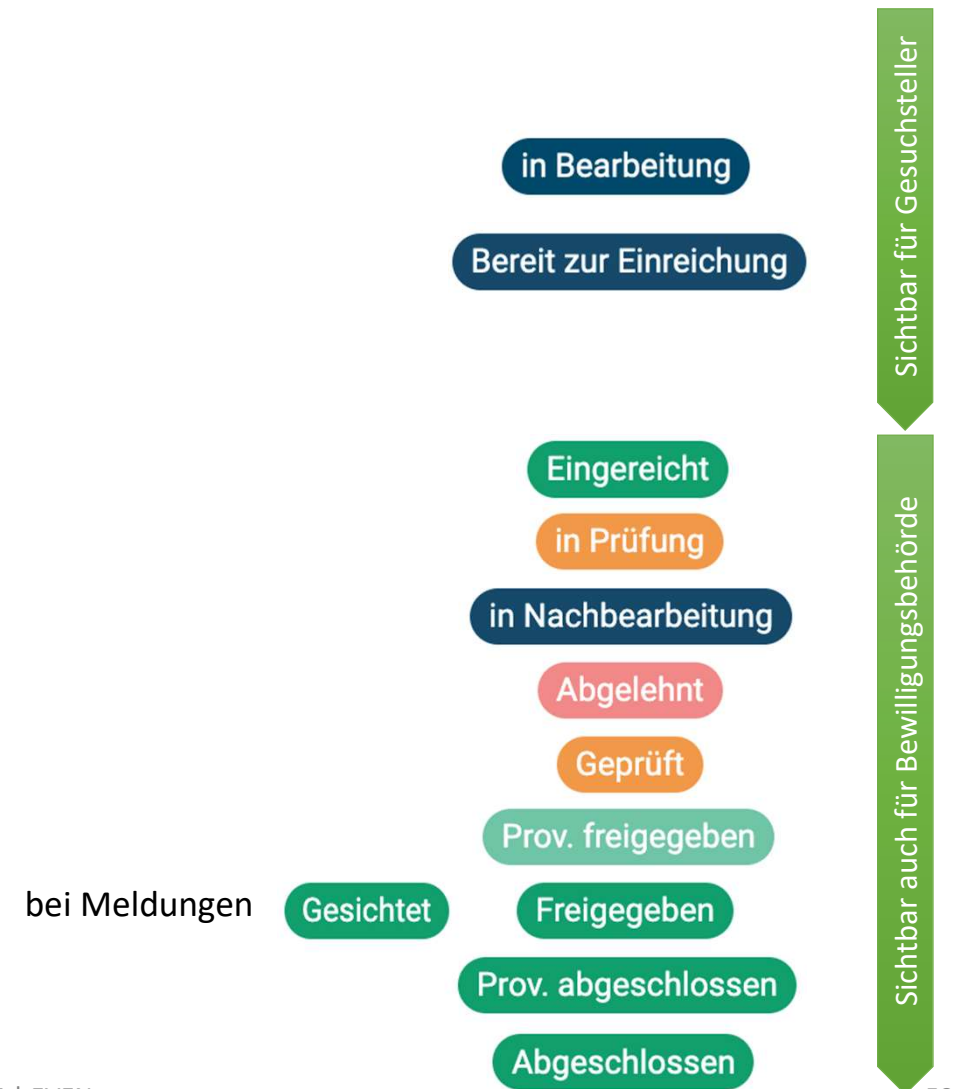 Sichtbar für Gesuchsteller
in Bearbeitung
Bereit zur Einreichung
Sichtbar auch für Bewilligungsbehörde
Eingereicht
in Prüfung
in Nachbearbeitung
Abgelehnt
Geprüft
Prov. freigegeben
bei Meldungen Gesichtet Freigegeben
Prov. abgeschlossen
Abgeschlossen